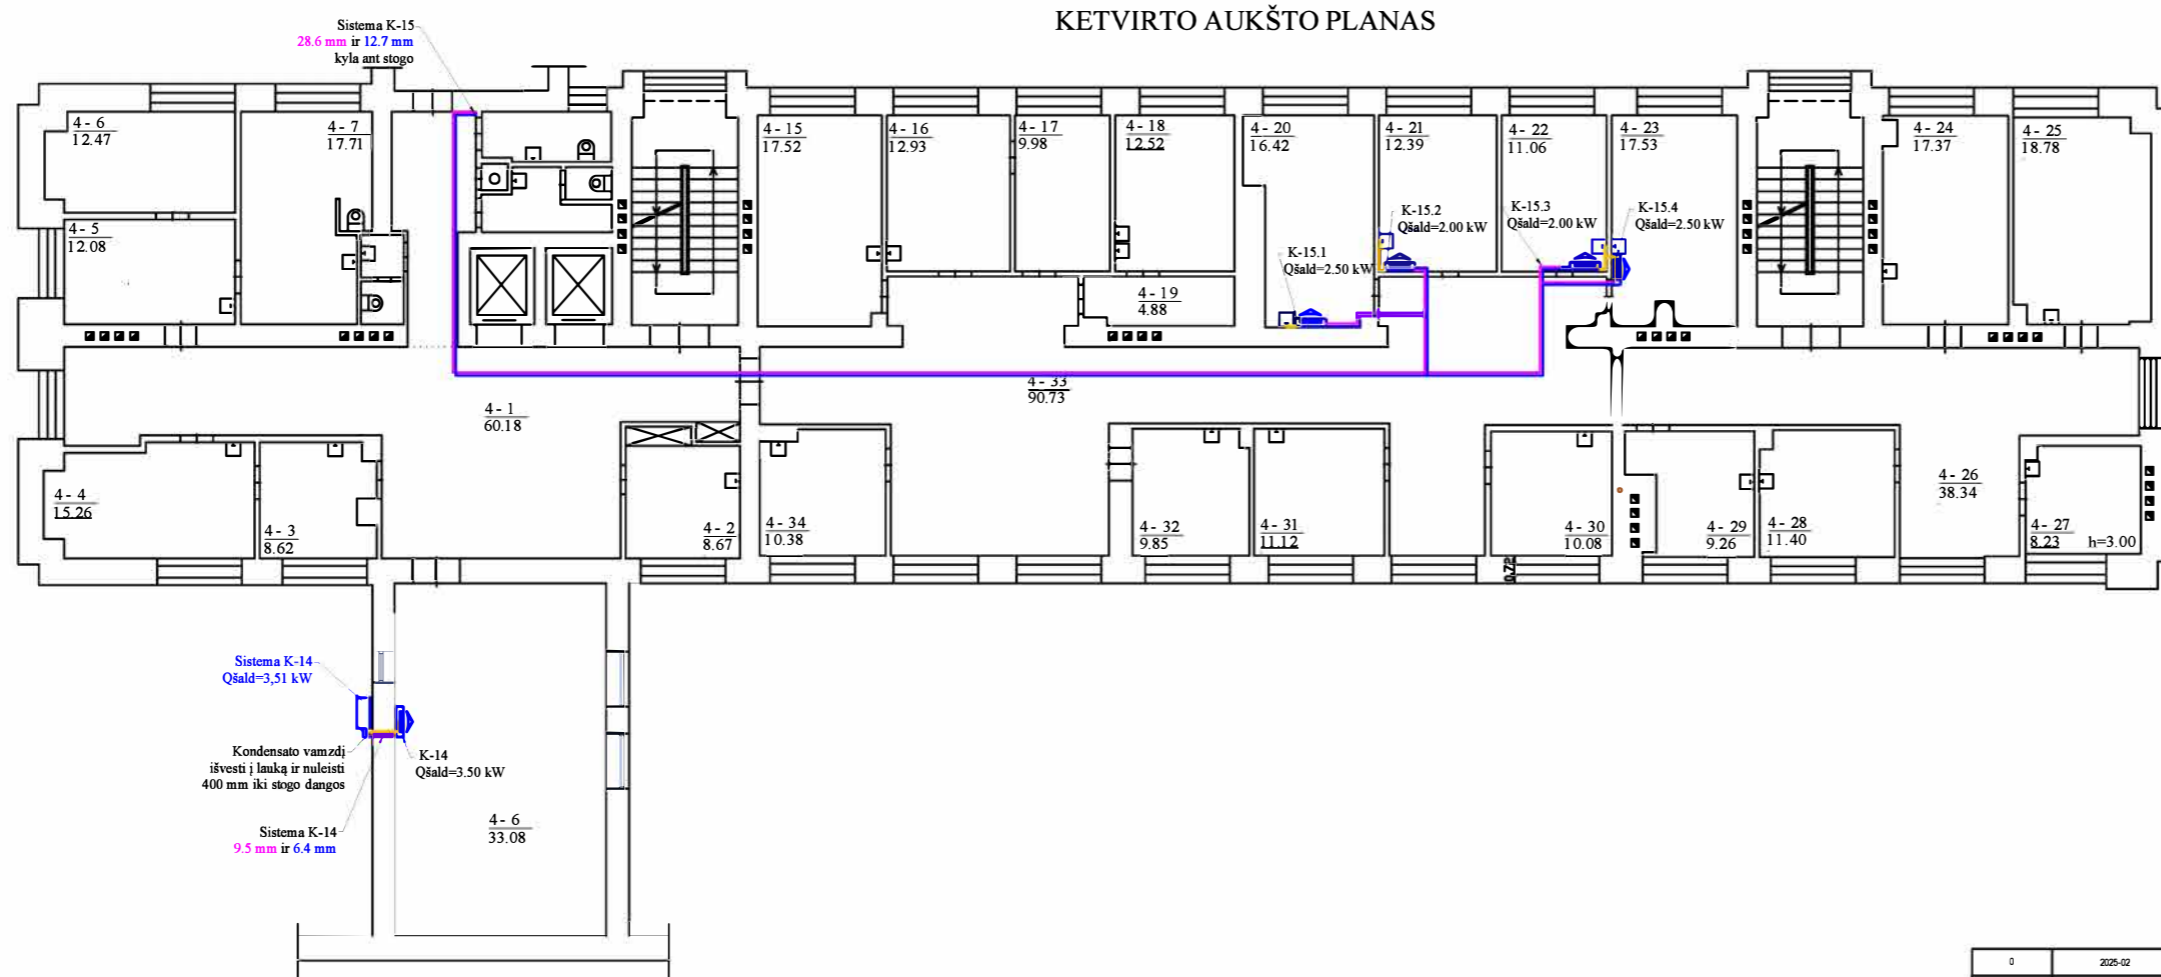 KETVIRTO AUKŠTO PLANAS
Sistema K-15
28.6 mm ir 12.7 mm
kyla ant stogo
4 - 6
12.47
4 - 7
17.71
4 - 15
17.52
4 - 16
12.93
4 - 17
9.98
4 - 18
12.52
4 - 20
16.42
4 - 21
12.39
4 - 22
11.06
4 - 23
17.53
4 - 24
17.37
4 - 25
18.78
4 - 5
12.08
K-15.2
Qšald=2.00 kW
K-15.3
Qšald=2.00 kW
K-15.4
Qšald=2.50 kW
K-15.1
Qšald=2.50 kW
4 - 19
4.88
4 - 1
60.18
4 - 33
90.73
4 - 4
15.26
4 - 3
8.62
4 - 2
8.67
4 - 34
10.38
4 - 32
9.85
4 - 31
11.12
4 - 30
10.08
4 - 29
9.26
4 - 28
11.40
4 - 26
38.34
4 - 27
8.23
h=3.00
0.72
Sistema K-14
Qšald=3,51 kW
Kondensato vamzdį
išvesti į lauką ir nuleisti
400 mm iki stogo dangos
K-14
Qšald=3.50 kW
Sistema K-14
9.5 mm ir 6.4 mm
4 - 6
33.08
0
2025-02